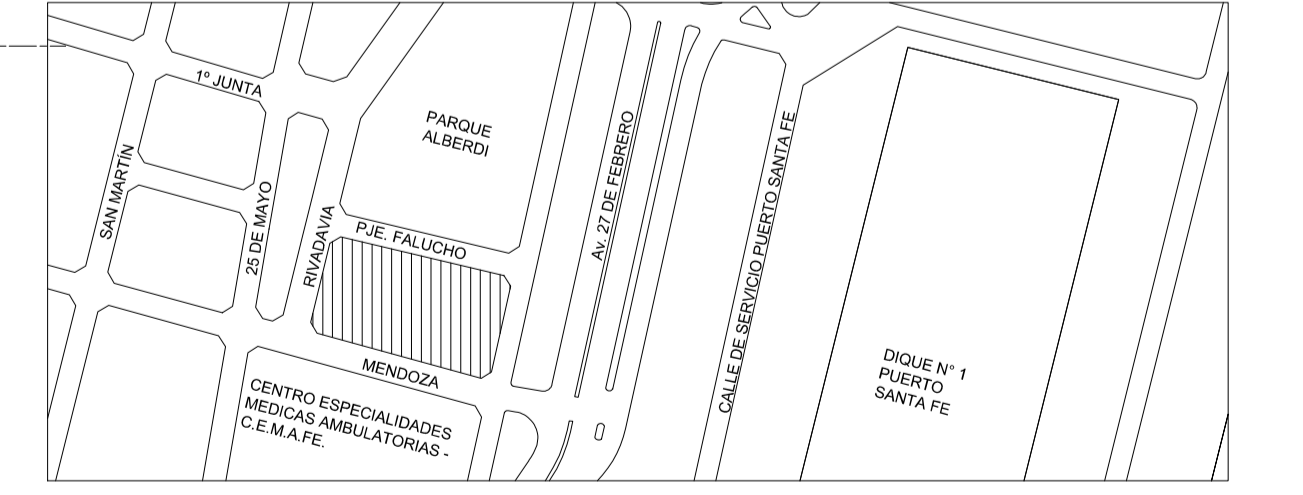 1º JUNTA
PARQUE
ALBERDI
SAN MARTÍN
25 DE MAYO
RIVADAVIA
PJE. FALUCHO
Av. 27 DE FEBRERO
CALLE DE SERVICIO PUERTO SANTA FE
MENDOZA
CENTRO ESPECIALIDADES
MEDICAS AMBULATORIAS -
C.E.M.A.FE.
DIQUE N° 1
PUERTO
SANTA FE